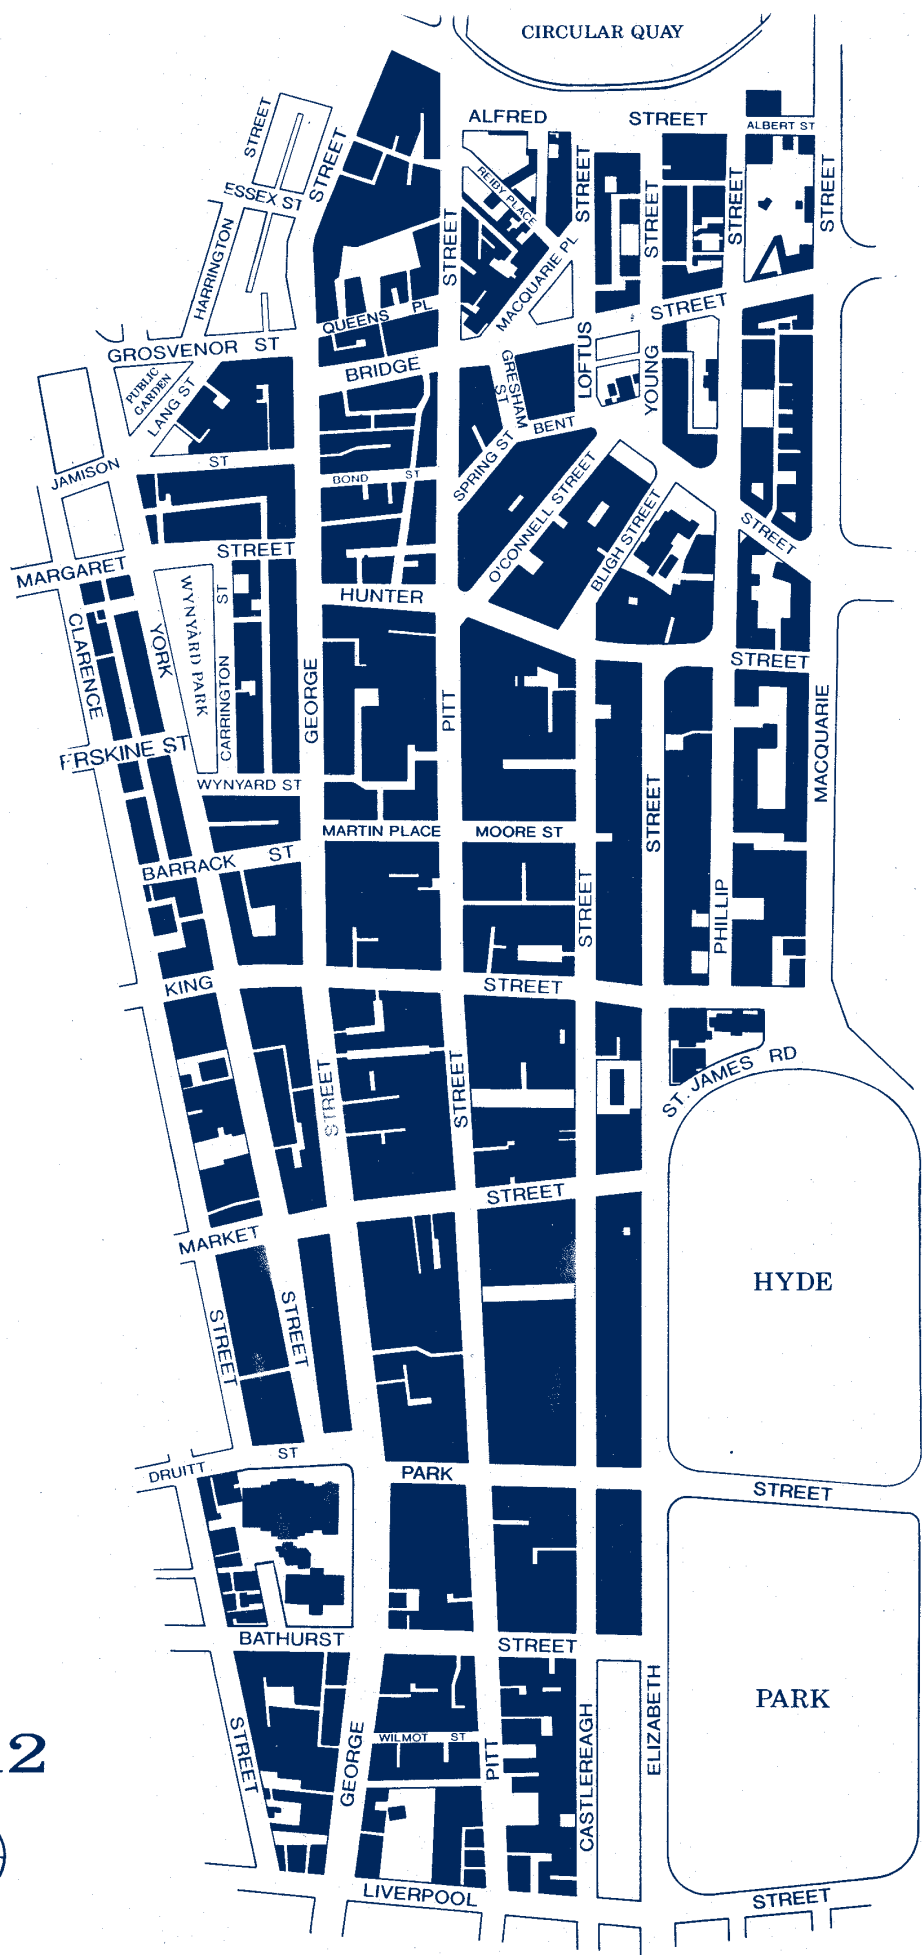 CIRCULAR QUAY
ALFRED STREET
ALBERT ST
STREET
STREET
ESSEX ST
REIBY PLACE
STREET
STREET
STREET
STREET
STREET
HARRINGTON
MACQUARIE PL
QUEENS PL
STREET
GROSVENOR ST
BRIDGE
LOFTUS
YOUNG
PUBLIC
GARDEN
LANG ST
GRESHAM
ST
BENT
SPRING ST
JAMISON ST
BOND ST
O'CONNELL STREET
BLIGH STREET
STREET
MARGARET STREET
HUNTER
STREET
CLARENCE
YORK
WYNYARD PARK
CARRINGTON ST
GEORGE
PITT
MACQUARIE
ERSKINE ST
WYNYARD ST
MARTIN PLACE
MOORE ST
STREET
BARRACK ST
STREET
PHILLIP
KING STREET
STREET
STREET
ST. JAMES RD
MARKET STREET
STREET
STREET
HYDE
DRUITT ST
PARK STREET
BATHURST STREET
STREET
GEORGE
WILMOT ST
PITT
CASTLEREAGH
ELIZABETH
PARK
2
LIVERPOOL STREET